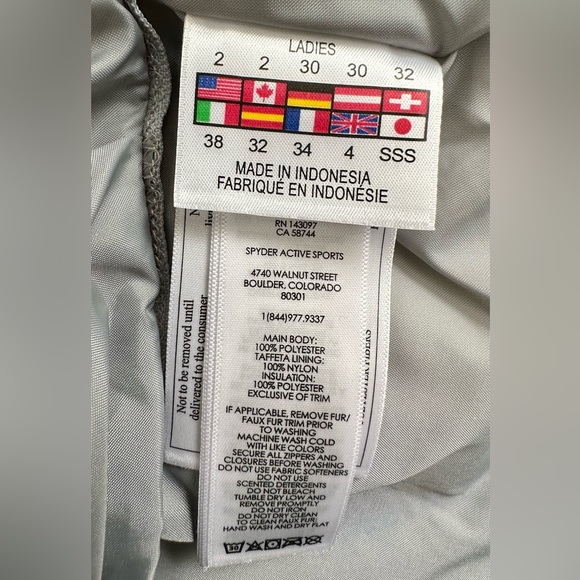 LADIES
2 2 30 30 32
38 32 34 4 SSS
MADE IN INDONESIA
FABRIQUÉ EN INDONÉSIE
RN 143097
CA 58744
SPYDER ACTIVE SPORTS
4740 WALNUT STREET
BOULDER, COLORADO
80301
1(844)977.9337
MAIN BODY:
100% POLYESTER
TAFFETA LINING:
100% NYLON
INSULATION:
100% POLYESTER
EXCLUSIVE OF TRIM
IF APPLICABLE, REMOVE FUR/
FAUX FUR TRIM PRIOR
TO WASHING
MACHINE WASH COLD
WITH LIKE COLORS
SECURE ALL ZIPPERS AND
CLOSURES BEFORE WASHING
DO NOT USE FABRIC SOFTENERS
DO NOT USE
SCENTED DETERGENTS
DO NOT BLEACH
TUMBLE DRY LOW AND
REMOVE PROMPTLY
DO NOT IRON
DO NOT DRY CLEAN
TO CLEAN FAUX FUR:
HAND WASH AND DRY FLAT
30
Not to be removed until
delivered to the consumer
FIBERS